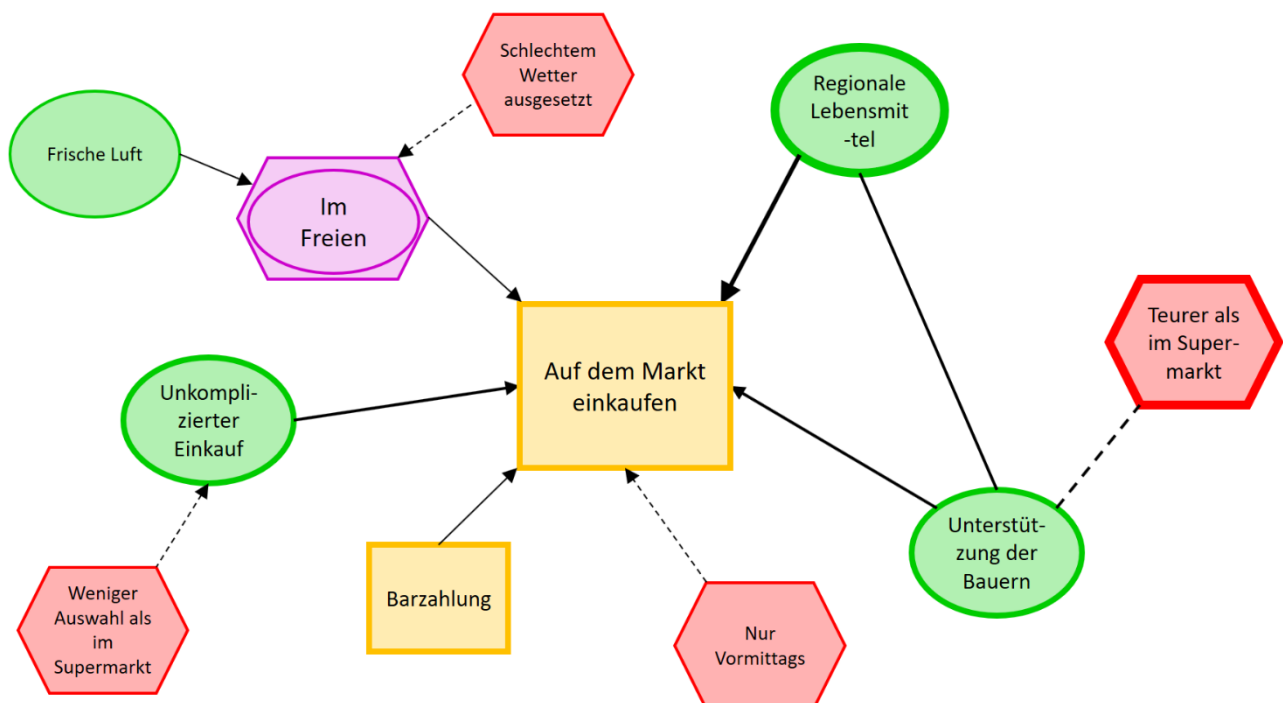 Schlechtem
Wetter
ausgesetzt
Regionale
Lebensmit
-tel
Frische Luft
Im
Freien
Teurer als
im Super-
markt
Auf dem Markt
einkaufen
Unkompli-
zierter
Einkauf
Unterstüt-
zung der
Bauern
Barzahlung
Weniger
Auswahl als
im
Supermarkt
Nur
Vormittags